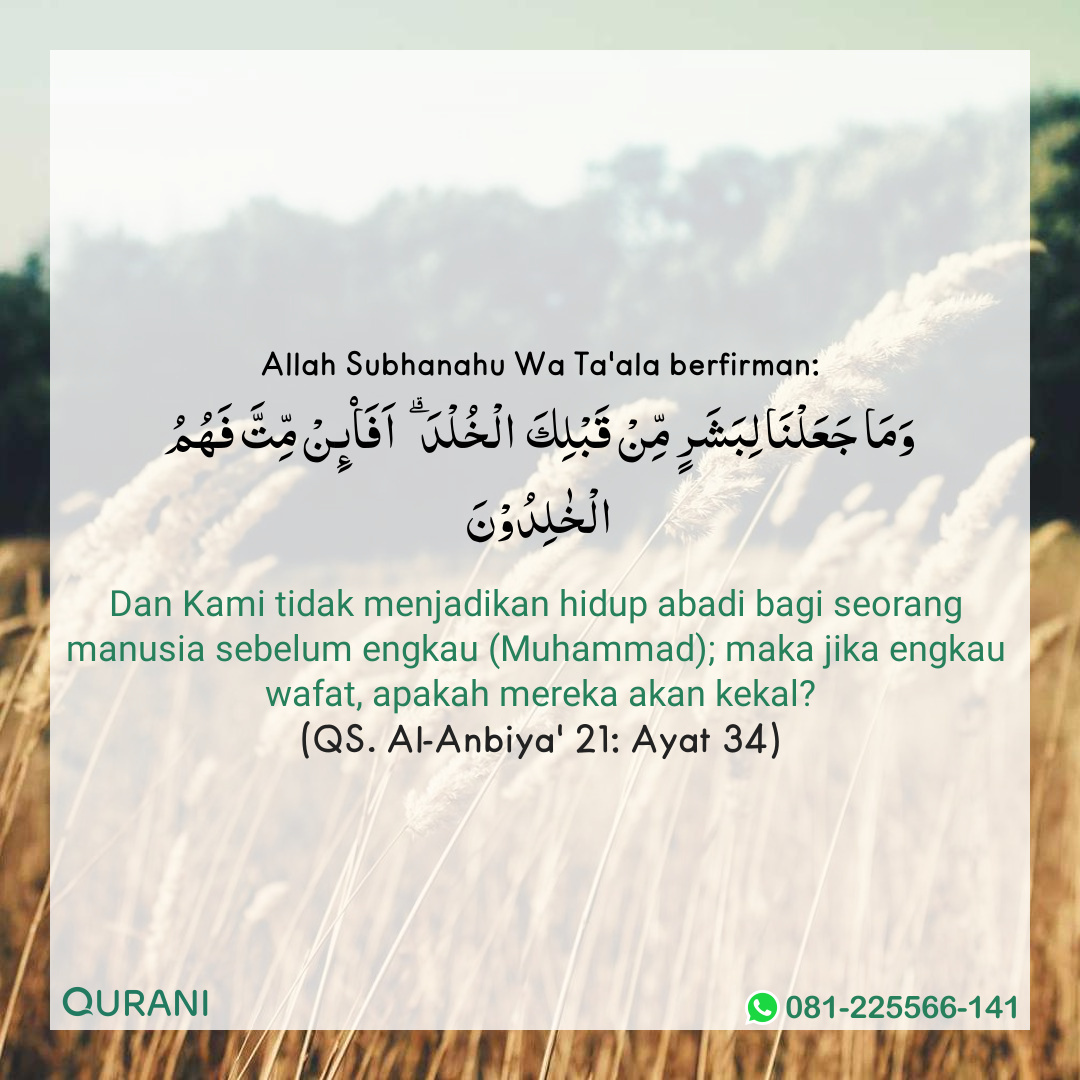 Allah Subhanahu Wa Ta'ala berfirman:
وَمَا جَعَلْنَا لِبَشَرٍ مِّنْ قَبْلِكَ الْخُلْدَ ۗ اَفَا۟ئِنْ مِّتَّ فَهُمُ
الْخٰلِدُوْنَ
Dan Kami tidak menjadikan hidup abadi bagi seorang
manusia sebelum engkau (Muhammad); maka jika engkau
wafat, apakah mereka akan kekal?
(QS. Al-Anbiya' 21: Ayat 34)
QURANI
081-225566-141